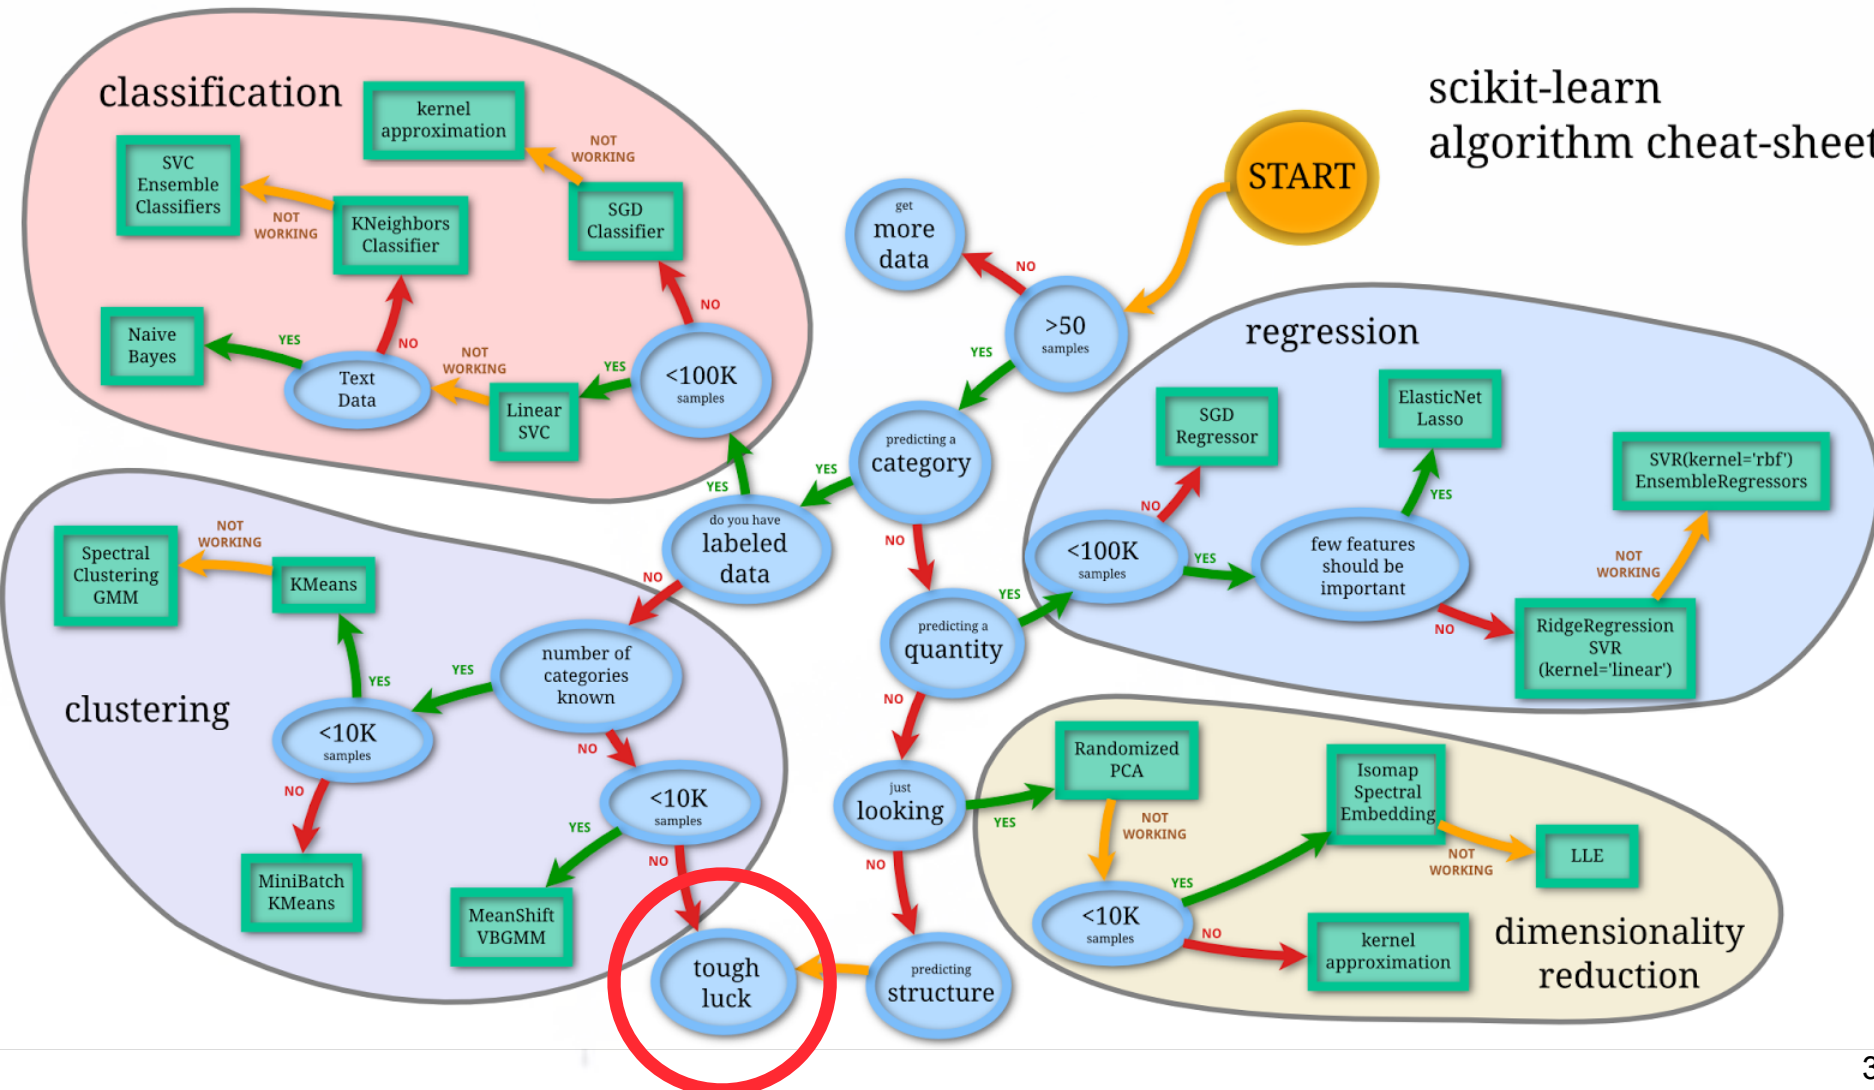 scikit-learn
algorithm cheat-sheet
START
classification
kernel
approximation
NOT
WORKING
SVC
Ensemble
Classifiers
NOT
WORKING
KNeighbors
Classifier
SGD
Classifier
NO
Naive
Bayes
YES
Text
Data
NO
NOT
WORKING
Linear
SVC
YES
<100K
samples
get
more
data
NO
>50
samples
YES
predicting a
category
YES
YES
do you have
labeled
data
NO
NO
predicting a
quantity
YES
NO
just
looking
YES
NO
predicting
structure
tough
luck
regression
SGD
Regressor
NO
<100K
samples
YES
few features
should be
important
YES
ElasticNet
Lasso
NO
RidgeRegression
SVR
(kernel='linear')
NOT
WORKING
SVR(kernel='rbf')
EnsembleRegressors
clustering
Spectral
Clustering
GMM
NOT
WORKING
KMeans
YES
<10K
samples
YES
number of
categories
known
NO
NO
MiniBatch
KMeans
<10K
samples
YES
MeanShift
VBGMM
NO
Randomized
PCA
NOT
WORKING
<10K
samples
YES
Isomap
Spectral
Embedding
NOT
WORKING
LLE
NO
kernel
approximation
dimensionality
reduction
3